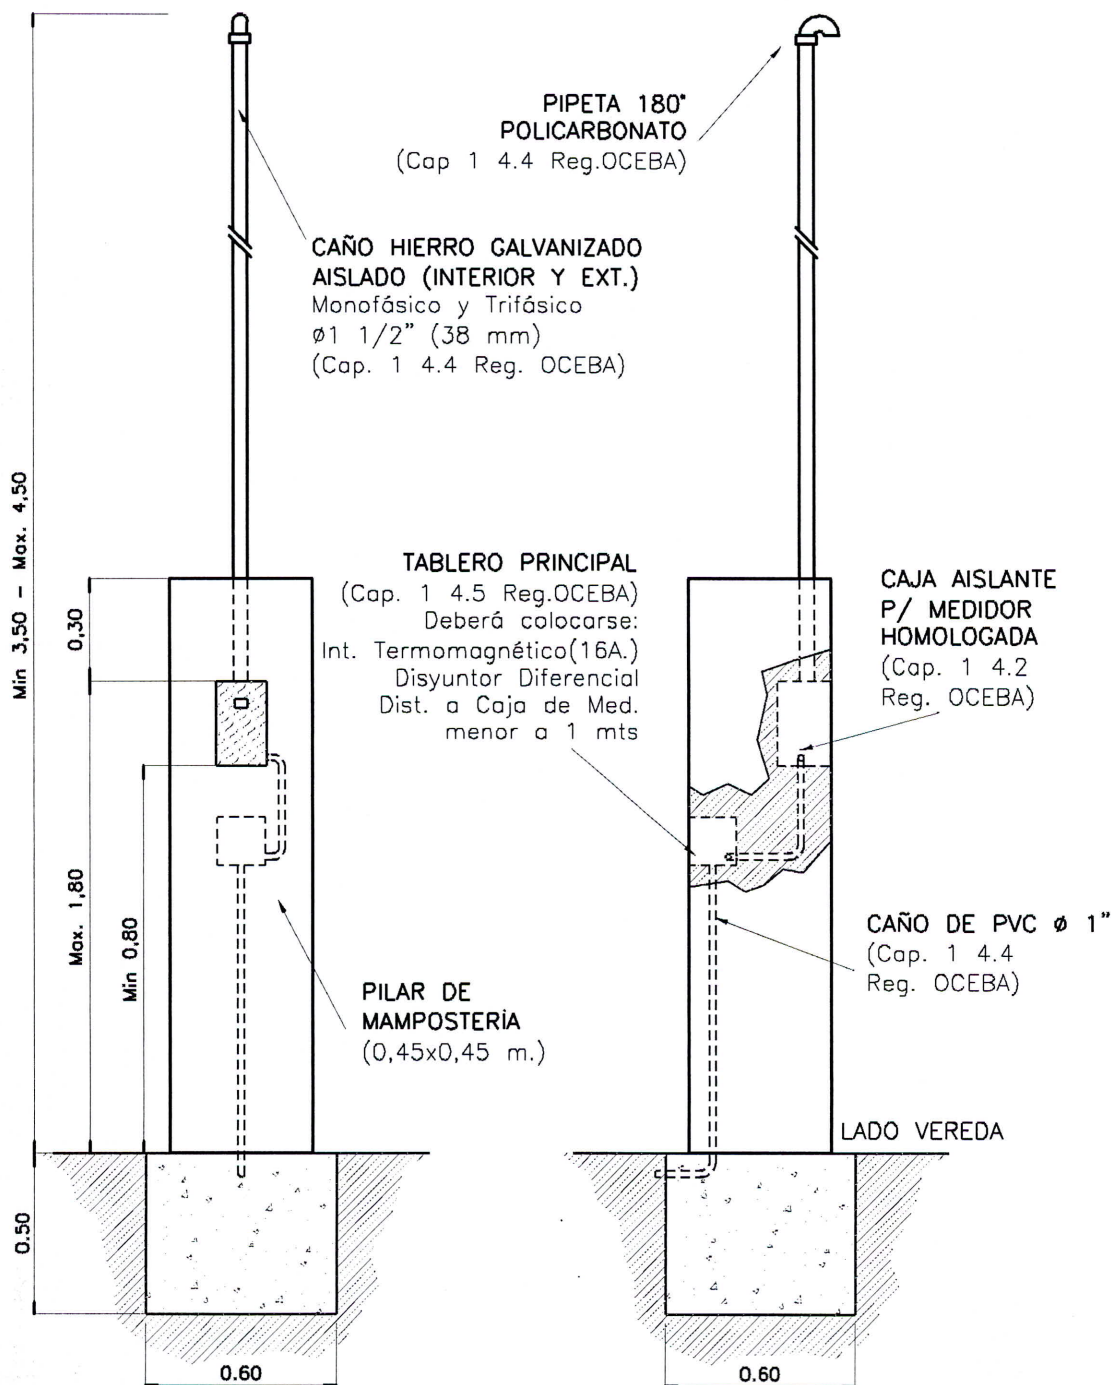 PIPETA 180°
POLICARBONATO
(Cap 1 4.4 Reg.OCEBA)
CAÑO HIERRO GALVANIZADO
AISLADO (INTERIOR Y EXT.)
Monofásico y Trifásico
ø1 1/2" (38 mm)
(Cap. 1 4.4 Reg. OCEBA)
Min 3,50 - Max. 4,50
TABLERO PRINCIPAL
(Cap. 1 4.5 Reg.OCEBA)
Deberá colocarse:
Int. Termomagnético(16A.)
Disyuntor Diferencial
Dist. a Caja de Med.
menor a 1 mts
CAJA AISLANTE
P/ MEDIDOR
HOMOLOGADA
(Cap. 1 4.2
Reg. OCEBA)
0,30
Max. 1,80
Min 0,80
CAÑO DE PVC ø 1"
(Cap. 1 4.4
Reg. OCEBA)
PILAR DE
MAMPOSTERÍA
(0,45x0,45 m.)
LADO VEREDA
0.50
0.60
0.60